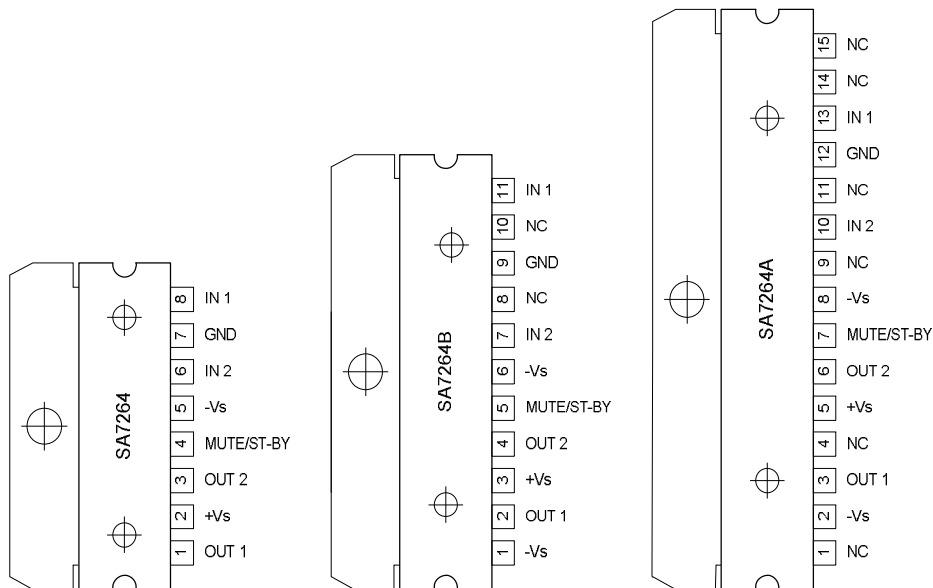 SA7264
8 IN 1
7 GND
6 IN 2
5 -Vs
4 MUTE/ST-BY
3 OUT 2
2 +Vs
1 OUT 1
SA7264B
11 IN 1
10 NC
9 GND
8 NC
7 IN 2
6 -Vs
5 MUTE/ST-BY
4 OUT 2
3 +Vs
2 OUT 1
1 -Vs
SA7264A
15 NC
14 NC
13 IN 1
12 GND
11 NC
10 IN 2
9 NC
8 -Vs
7 MUTE/ST-BY
6 OUT 2
5 +Vs
4 NC
3 OUT 1
2 -Vs
1 NC